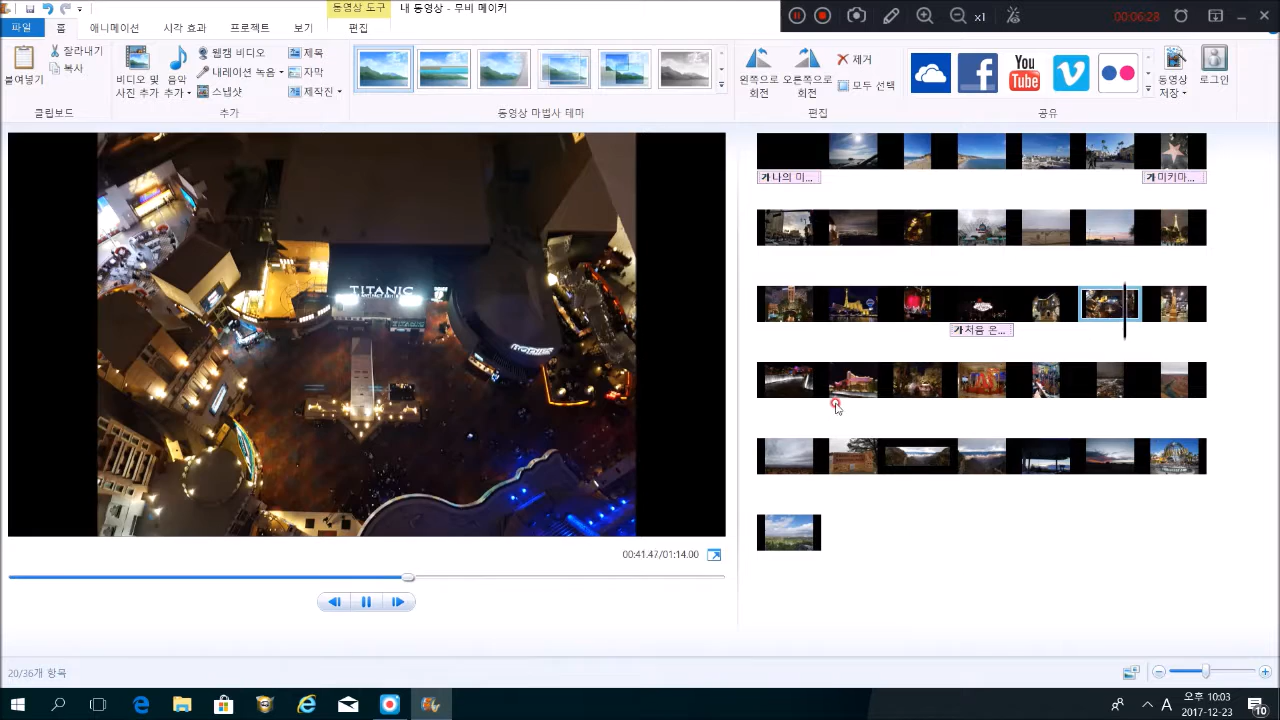 동영상 도구
내 동영상 - 무비 메이커
x1
00:06:28
파일
홈
애니메이션
시각 효과
프로젝트
보기
편집
붙여넣기
잘라내기
복사
클립보드
비디오 및 사진 추가
음악 추가
웹캠 비디오
내레이션 녹음
스냅샷
제목
자막
제작진
추가
동영상 마법사 테마
왼쪽으로 회전
오른쪽으로 회전
제거
모두 선택
편집
You
Tube
공유
동영상 저장
로그인
TITANIC
가나의 미...
가미키마...
가처음 온...
00:41.47/01:14.00
20/36개 항목
A
오후 10:03
2017-12-23
10